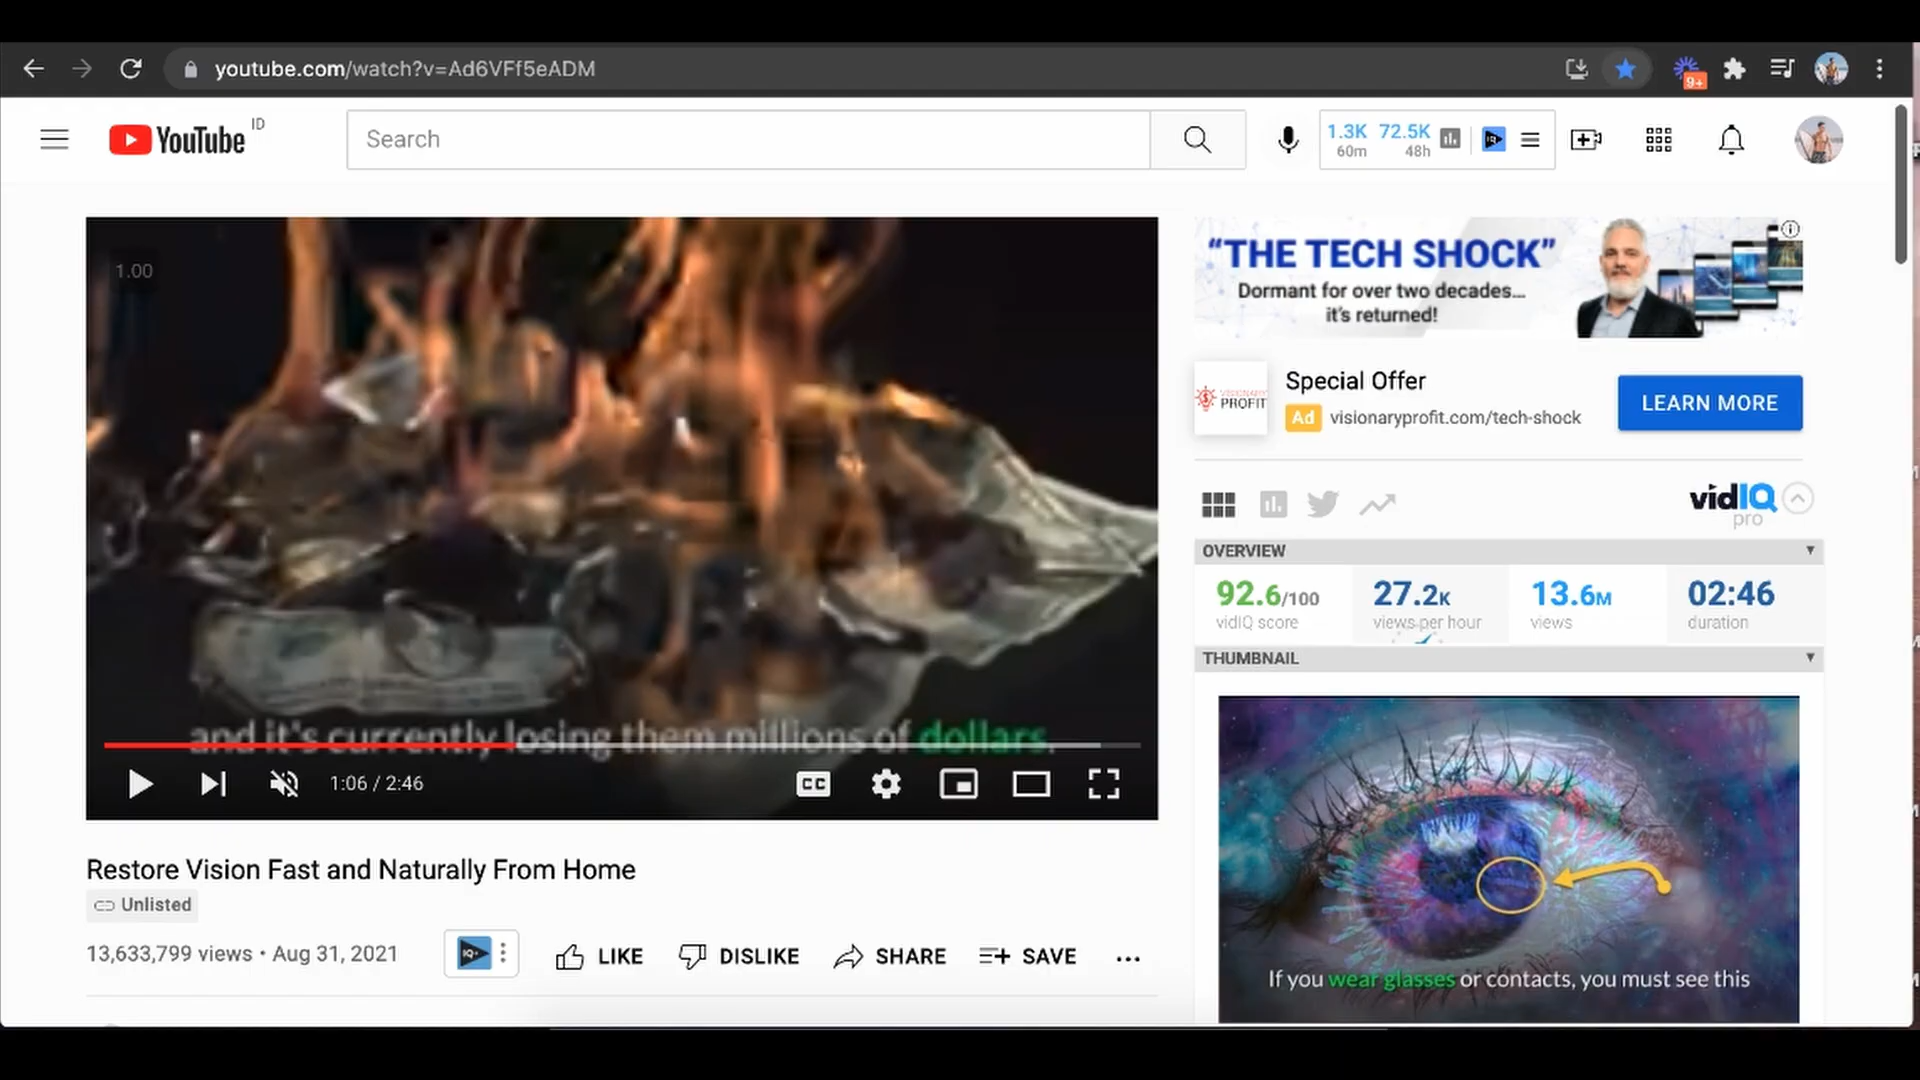 youtube.com/watch?v=Ad6VFf5eADM
9+
YouTube ID
Search
1.3K 72.5K
60m 48h
1.00
"THE TECH SHOCK"
Dormant for over two decades...
it's returned!
VISIONARY
PROFIT
Special Offer
Ad visionaryprofit.com/tech-shock
LEARN MORE
vidIQ
pro
OVERVIEW
92.6/100 27.2K 13.6M 02:46
vidIQ score views per hour views duration
THUMBNAIL
If you wear glasses or contacts, you must see this
and it's currently losing them millions of dollars.
1:06 / 2:46
CC
Restore Vision Fast and Naturally From Home
Unlisted
13,633,799 views • Aug 31, 2021
IQ
LIKE DISLIKE SHARE SAVE